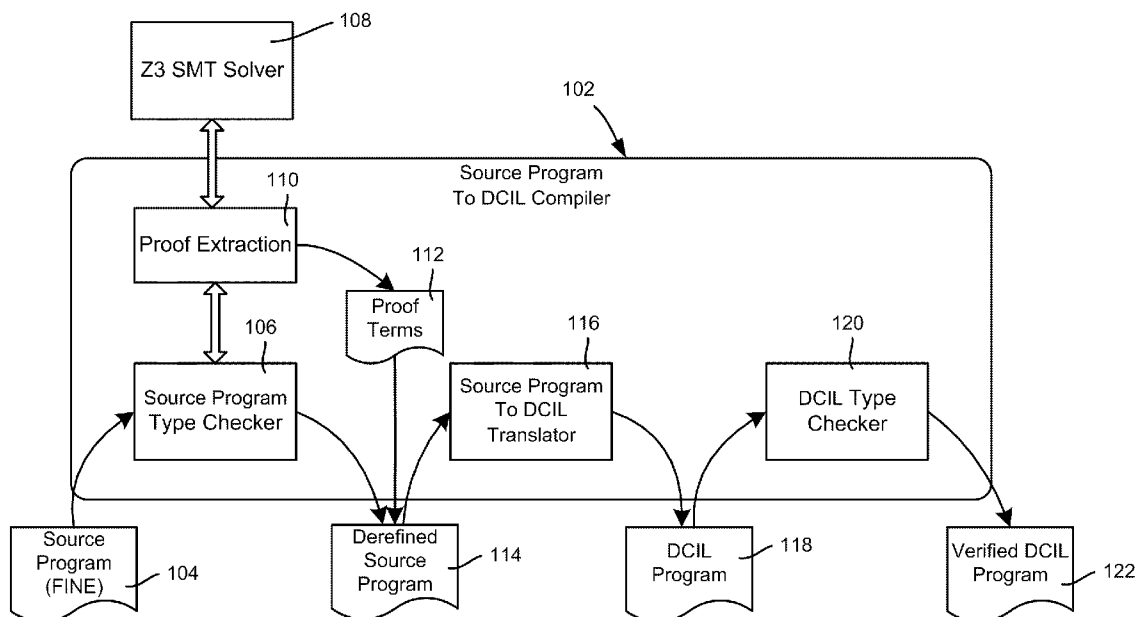 108
Z3 SMT Solver
102
Source Program
To DCIL Compiler
110
Proof Extraction
112
Proof
Terms
106
Source Program
Type Checker
116
Source Program
To DCIL
Translator
120
DCIL Type
Checker
Source
Program
(FINE)
104
Derefined
Source
Program
114
DCIL
Program
118
Verified DCIL
Program
122